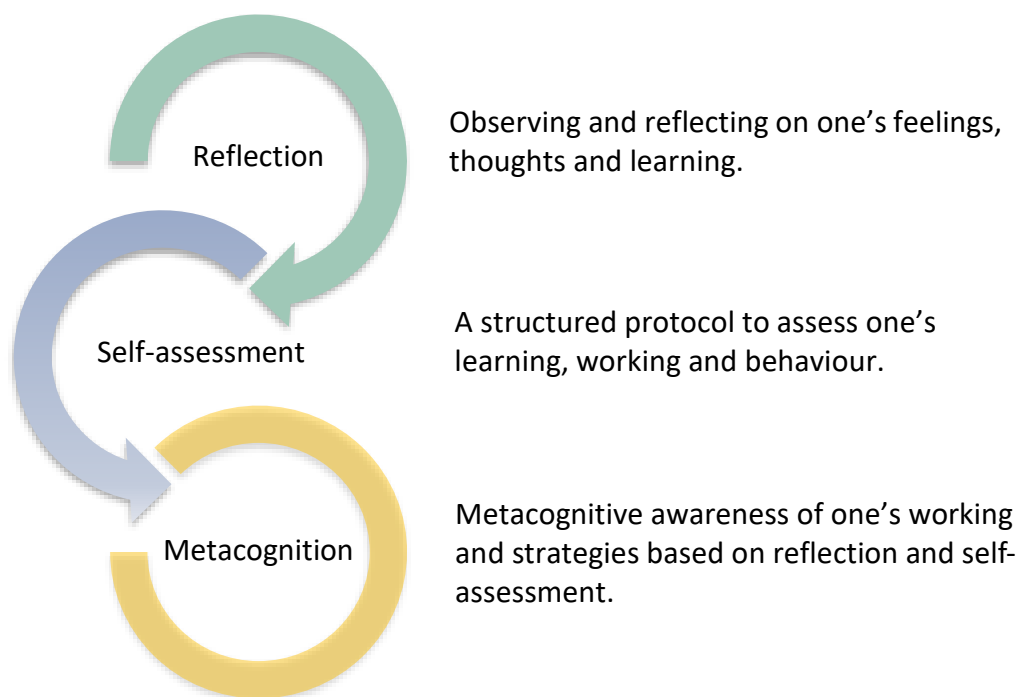 Reflection
Observing and reflecting on one’s feelings,
thoughts and learning.
Self-assessment
A structured protocol to assess one’s
learning, working and behaviour.
Metacognition
Metacognitive awareness of one’s working
and strategies based on reflection and self-
assessment.